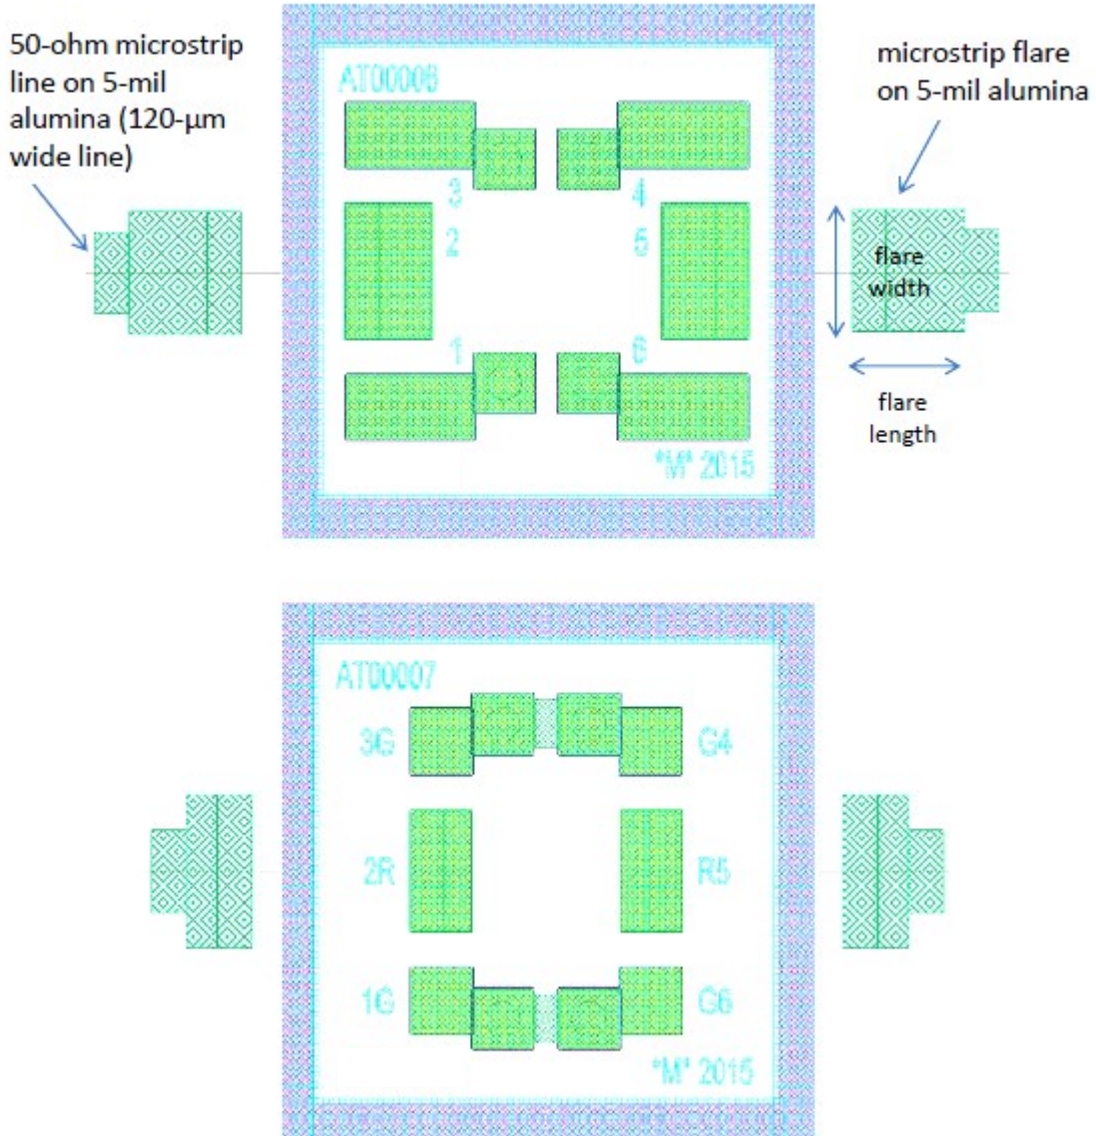 50-ohm microstrip
line on 5-mil
alumina (120-µm
wide line)
microstrip flare
on 5-mil alumina
AT00006
3
4
2
5
flare
width
1
6
flare
length
*M* 2015
AT00007
3G
G4
2R
R5
1G
G6
*M* 2015